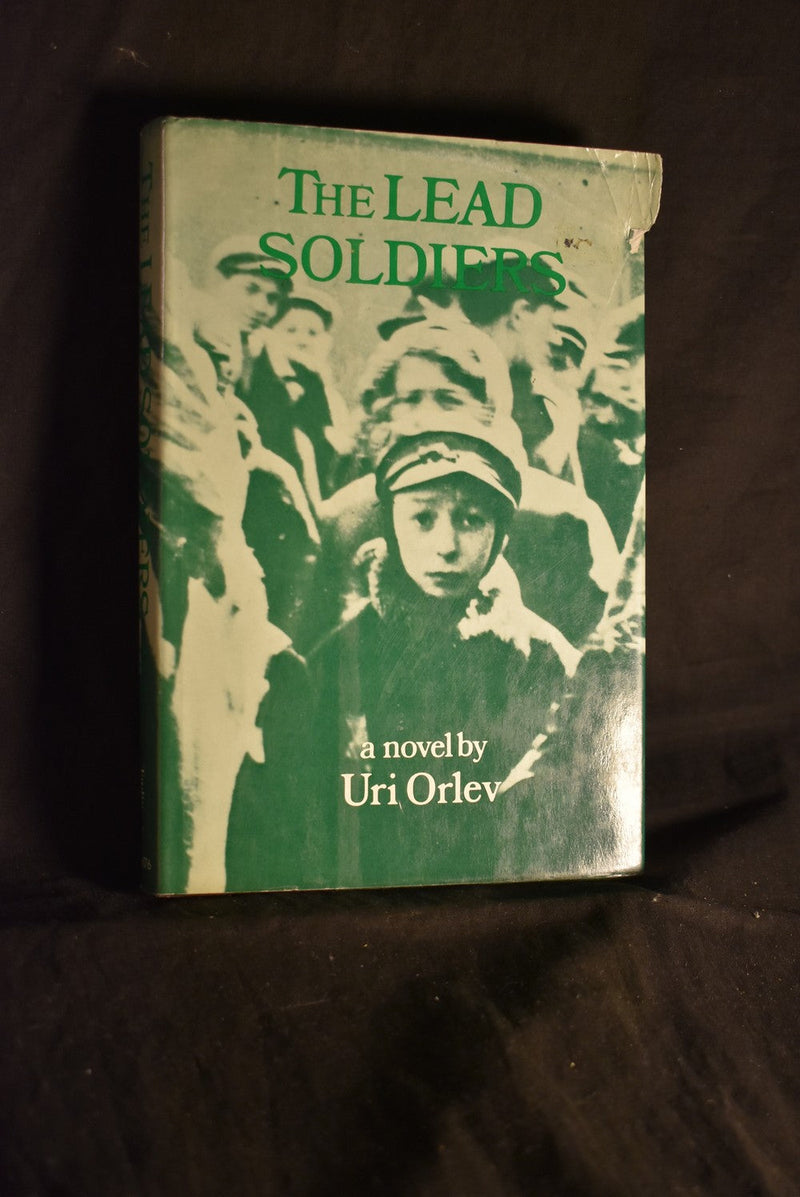 THE LEAD
SOLDIERS
a novel by
Uri Orlev